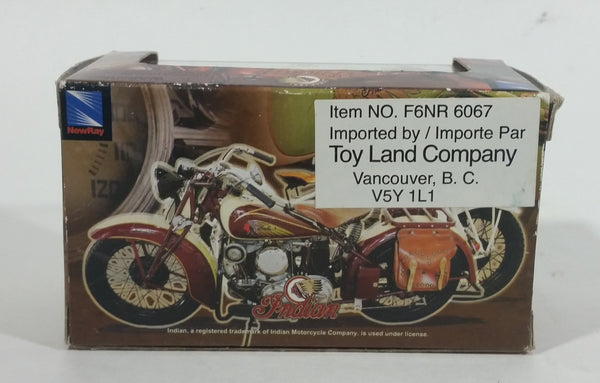 NewRay
Item NO. F6NR 6067
Imported by / Importe Par
Toy Land Company
Vancouver, B. C.
V5Y 1L1
Indian
Indian, a registered trademark of Indian Motorcycle Company. is used under license.